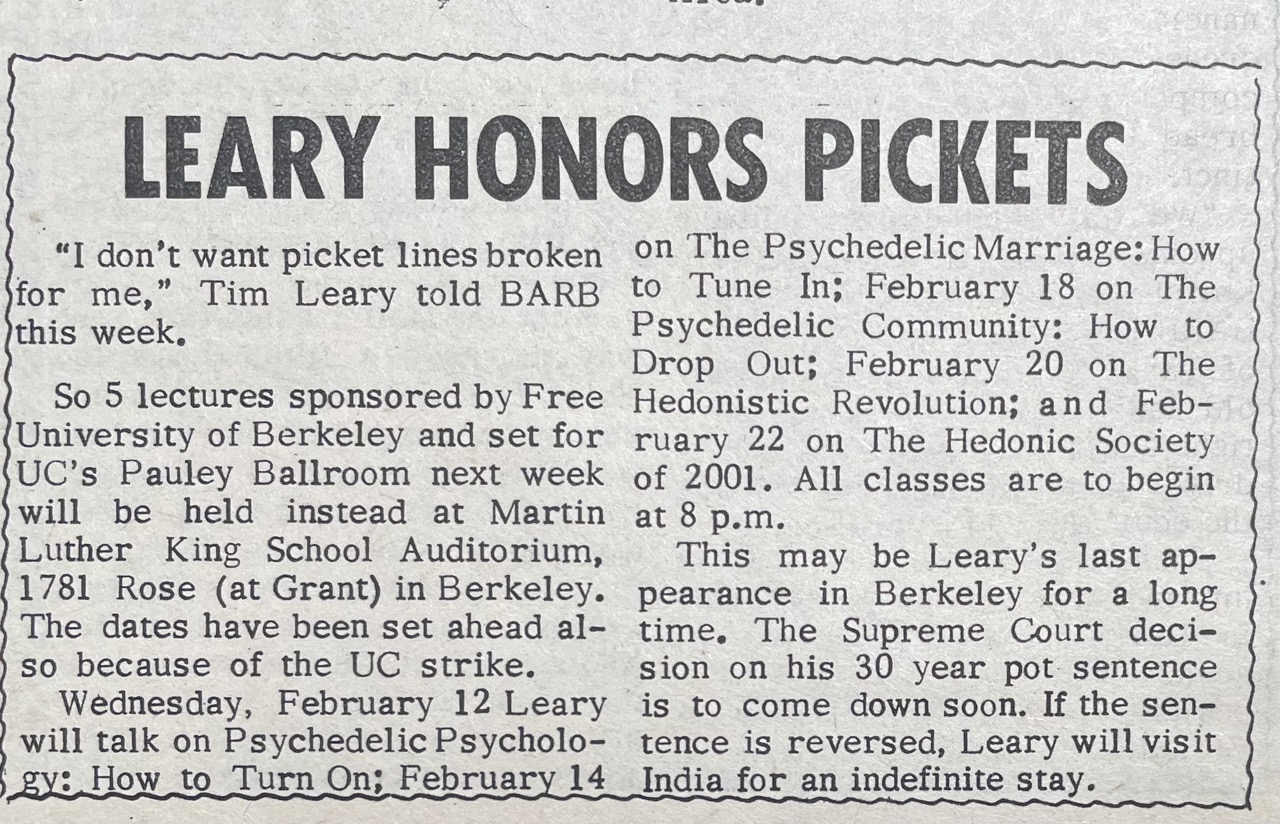 LEARY HONORS PICKETS
"I don't want picket lines broken
for me," Tim Leary told BARB
this week.
So 5 lectures sponsored by Free
University of Berkeley and set for
UC's Pauley Ballroom next week
will be held instead at Martin
Luther King School Auditorium,
1781 Rose (at Grant) in Berkeley.
The dates have been set ahead al-
so because of the UC strike.
Wednesday, February 12 Leary
will talk on Psychedelic Psycholo-
gy: How to Turn On; February 14
on The Psychedelic Marriage: How
to Tune In; February 18 on The
Psychedelic Community: How to
Drop Out; February 20 on The
Hedonistic Revolution; and Feb-
ruary 22 on The Hedonic Society
of 2001. All classes are to begin
at 8 p.m.
This may be Leary's last ap-
pearance in Berkeley for a long
time. The Supreme Court deci-
sion on his 30 year pot sentence
is to come down soon. If the sen-
tence is reversed, Leary will visit
India for an indefinite stay.